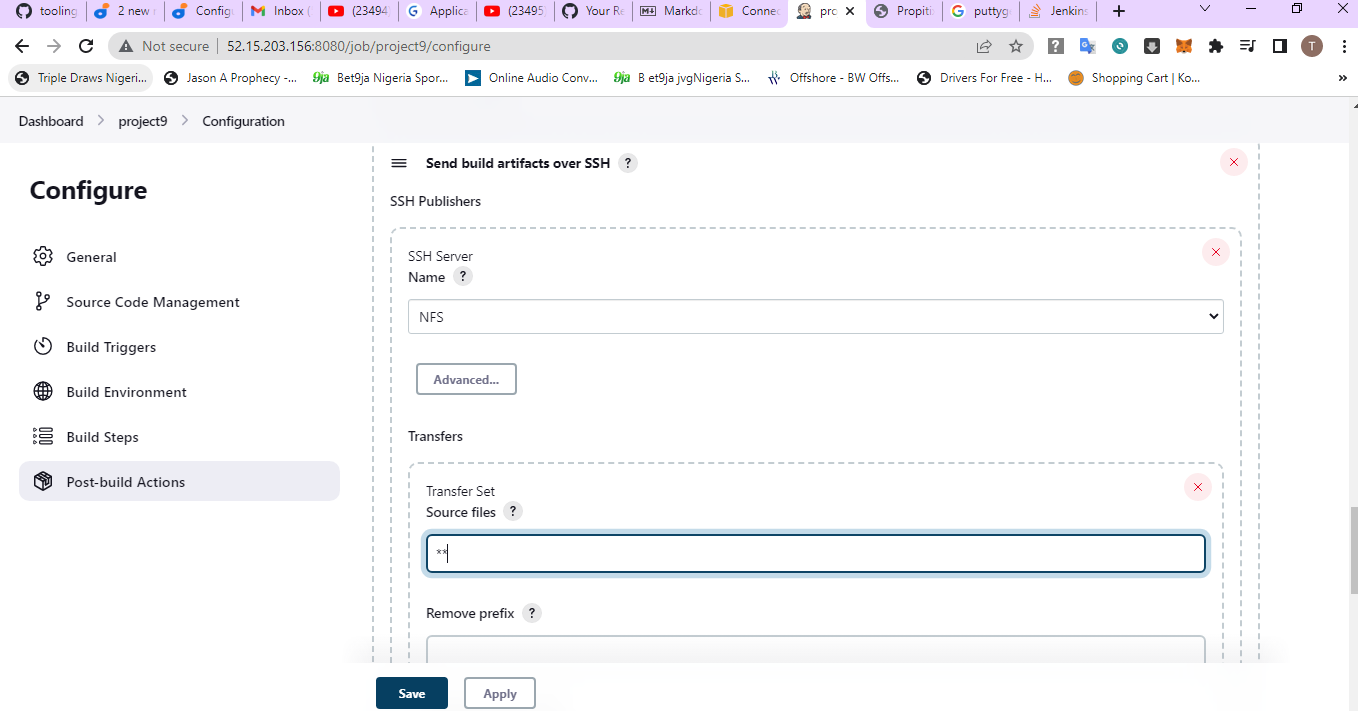 tooling
2 new
Configu
Inbox (
(23494
Applica
(23495
Your Re
Markdo
Connec
pro
Propiti
puttyge
Jenkins
Not secure
52.15.203.156:8080/job/project9/configure
T
Triple Draws Nigeri...
Jason A Prophecy -...
9ja Bet9ja Nigeria Spor...
Online Audio Conv...
9ja B et9ja jvgNigeria S...
Offshore - BW Offs...
Drivers For Free - H...
Shopping Cart | Ko...
»
Dashboard > project9 > Configuration
Configure
General
Source Code Management
Build Triggers
Build Environment
Build Steps
Post-build Actions
Send build artifacts over SSH ?
SSH Publishers
SSH Server
Name ?
NFS
Advanced...
Transfers
Transfer Set
Source files ?
**
Remove prefix ?
Save
Apply